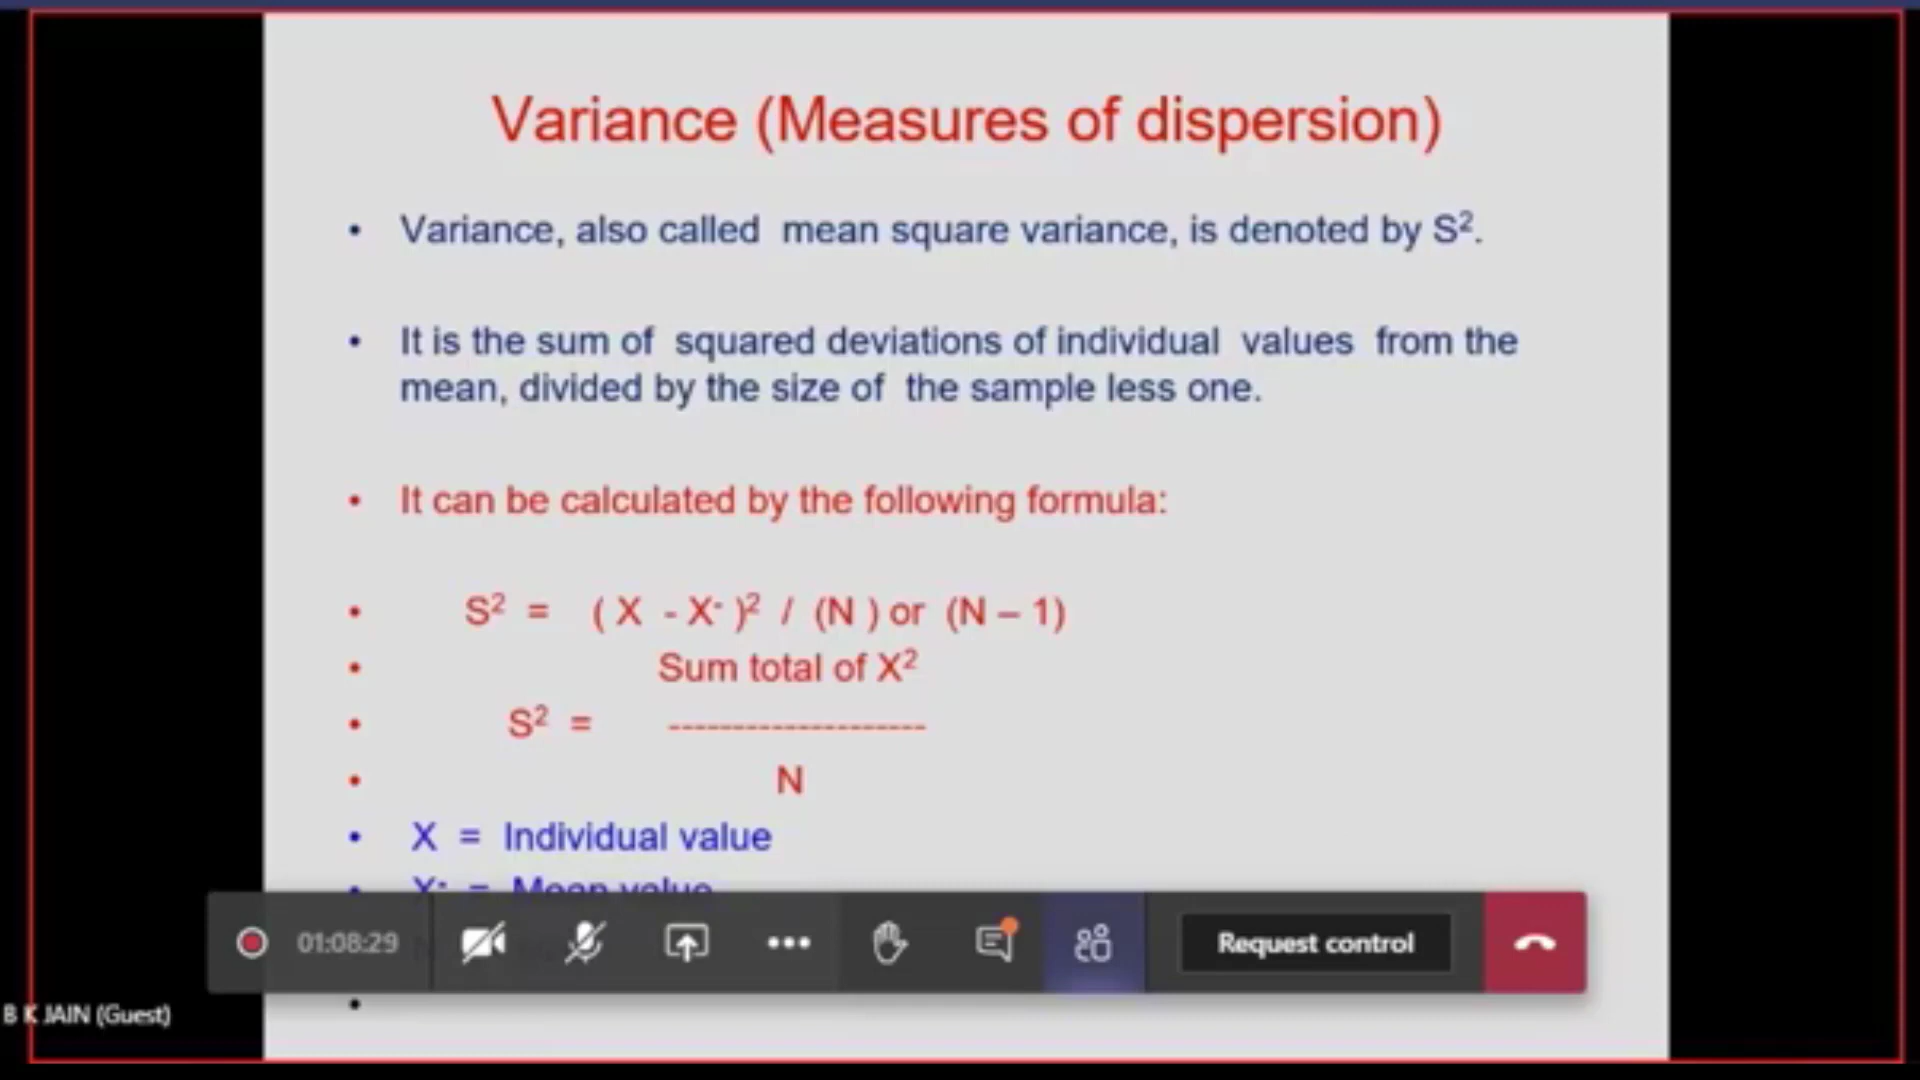 Variance (Measures of dispersion)
• Variance, also called mean square variance, is denoted by S².
• It is the sum of squared deviations of individual values from the
mean, divided by the size of the sample less one.
• It can be calculated by the following formula:
• S² = ( X - X- )² / (N ) or (N – 1)
• Sum total of X²
• S² = --------------------
• N
• X = Individual value
• X- = Mean value
01:08:29
Request control
B K JAIN (Guest)